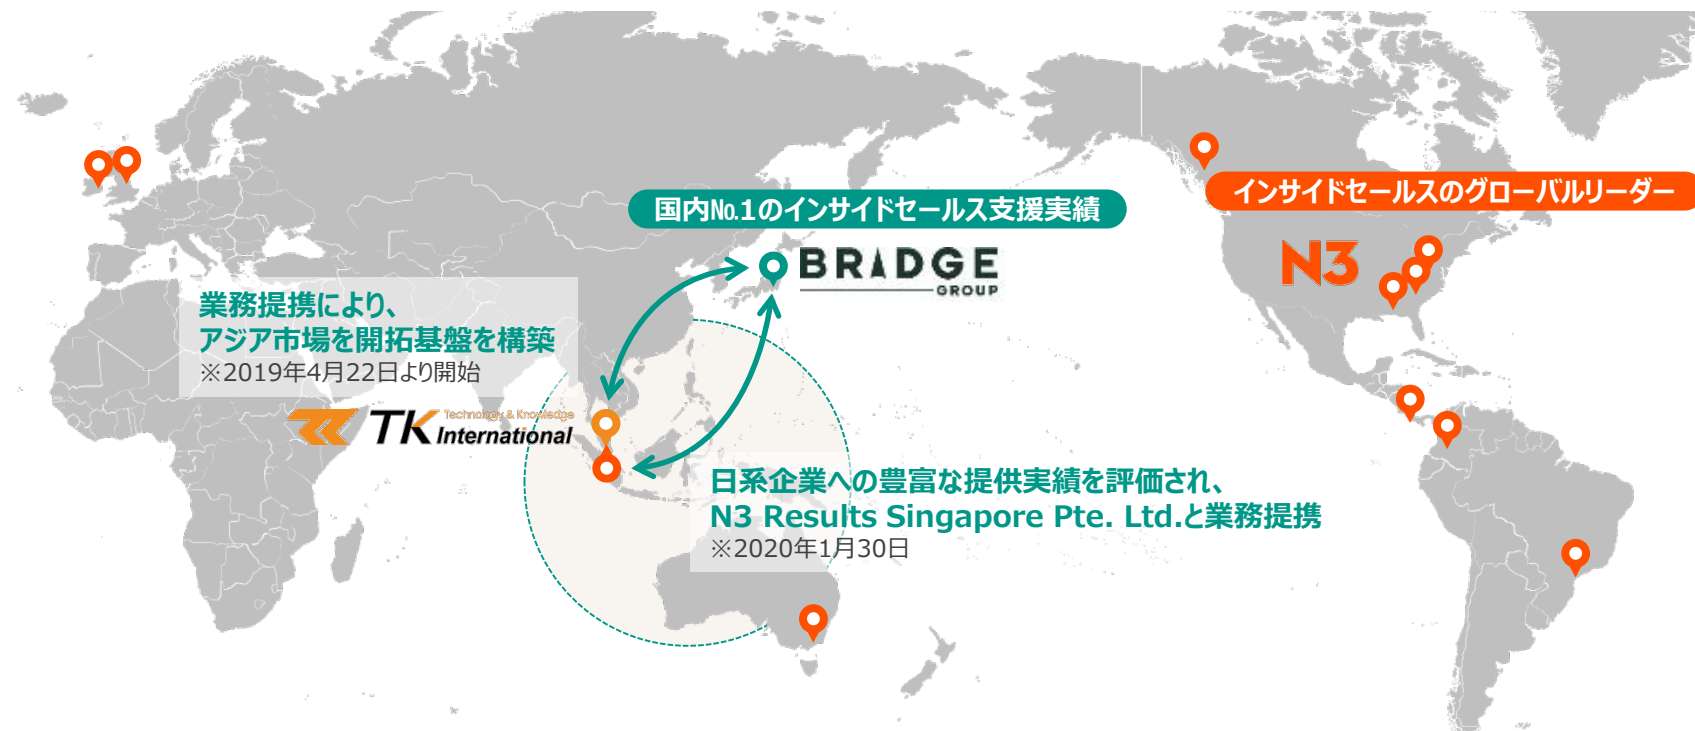 国内№1のインサイドセールス支援実績
インサイドセールスのグローバルリーダー
BRIDGE
GROUP
N3
業務提携により、
アジア市場を開拓基盤を構築
※2019年4月22日より開始
TK Technology & Knowledge
International
日系企業への豊富な提供実績を評価され、
N3 Results Singapore Pte. Ltd.と業務提携
※2020年1月30日